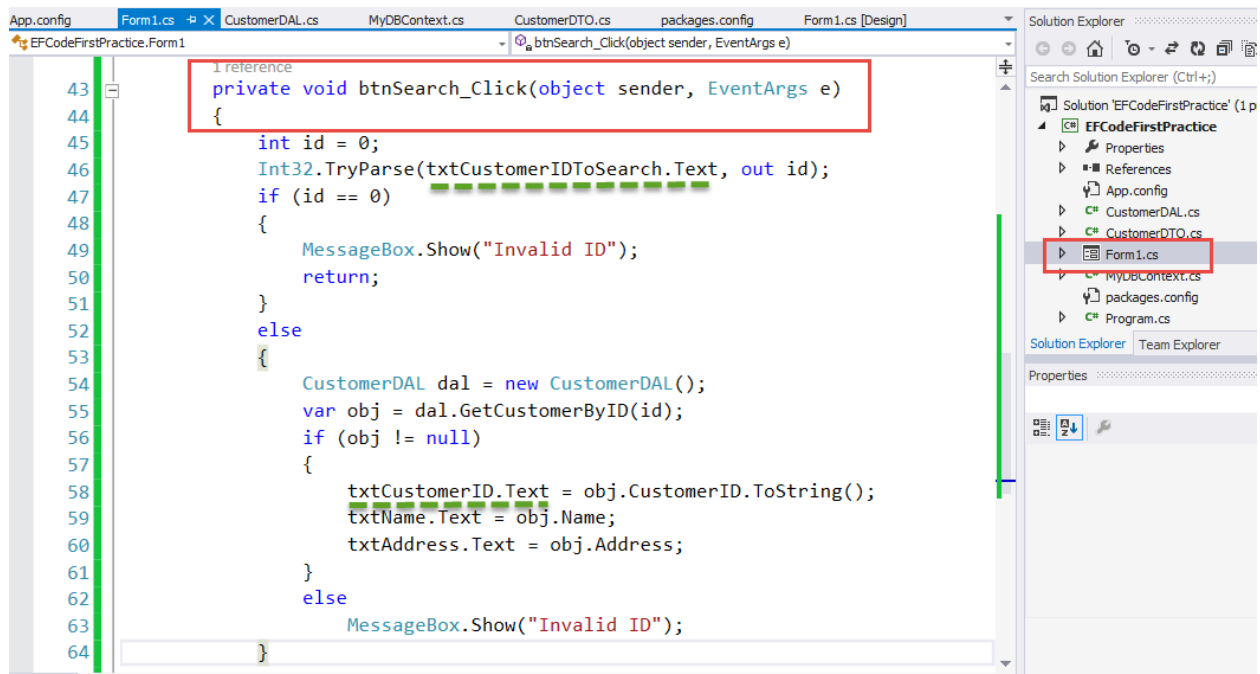 App.config Form1.cs CustomerDAL.cs MyDBContext.cs CustomerDTO.cs packages.config Form1.cs [Design]
EFCodeFirstPractice.Form1 btnSearch_Click(object sender, EventArgs e)
1 reference
43 private void btnSearch_Click(object sender, EventArgs e)
44 {
45 int id = 0;
46 Int32.TryParse(txtCustomerIDToSearch.Text, out id);
47 if (id == 0)
48 {
49 MessageBox.Show("Invalid ID");
50 return;
51 }
52 else
53 {
54 CustomerDAL dal = new CustomerDAL();
55 var obj = dal.GetCustomerByID(id);
56 if (obj != null)
57 {
58 txtCustomerID.Text = obj.CustomerID.ToString();
59 txtName.Text = obj.Name;
60 txtAddress.Text = obj.Address;
61 }
62 else
63 MessageBox.Show("Invalid ID");
64 }
Solution Explorer
Search Solution Explorer (Ctrl+;)
Solution 'EFCodeFirstPractice' (1 p
C# EFCodeFirstPractice
Properties
References
App.config
C# CustomerDAL.cs
C# CustomerDTO.cs
Form1.cs
C# MyDBContext.cs
packages.config
C# Program.cs
Solution Explorer Team Explorer
Properties